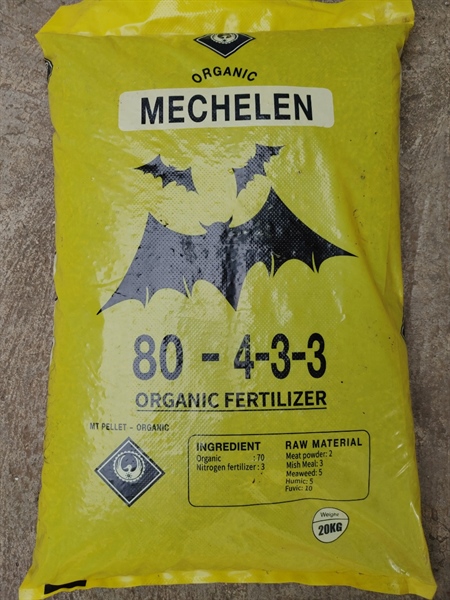 ORGANIC
MECHELEN
80 - 4-3-3
ORGANIC FERTILIZER
MT PELLET - ORGANIC
INGREDIENT
Organic : 70
Nitrogen fertilizer : 3
RAW MATERIAL
Meat powder: 2
Mish Meal: 3
Meaweed: 5
Humic: 5
Fuvic: 10
Weight
20KG